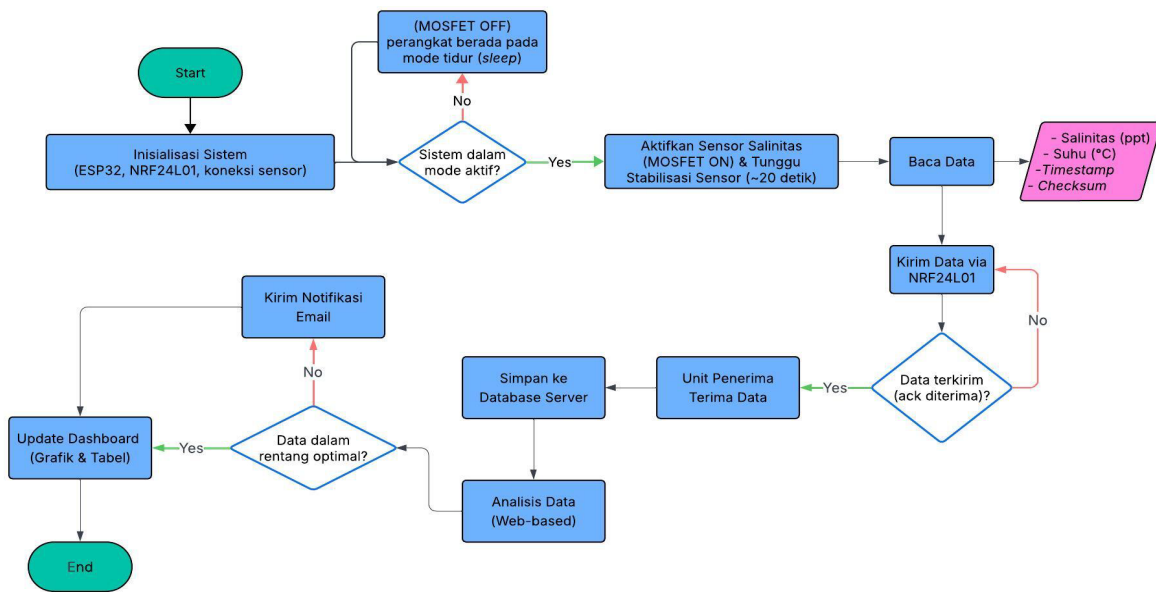 Start
Inisialisasi Sistem
(ESP32, NRF24L01, koneksi sensor)
(MOSFET OFF)
perangkat berada pada
mode tidur (sleep)
No
Sistem dalam
mode aktif?
Yes
Aktifkan Sensor Salinitas
(MOSFET ON) & Tunggu
Stabilisasi Sensor (~20 detik)
Baca Data
- Salinitas (ppt)
- Suhu (°C)
-Timestamp
- Checksum
Kirim Data via
NRF24L01
No
Data terkirim
(ack diterima)?
Yes
Unit Penerima
Terima Data
Simpan ke
Database Server
Analisis Data
(Web-based)
Data dalam
rentang optimal?
No
Kirim Notifikasi
Email
Yes
Update Dashboard
(Grafik & Tabel)
End